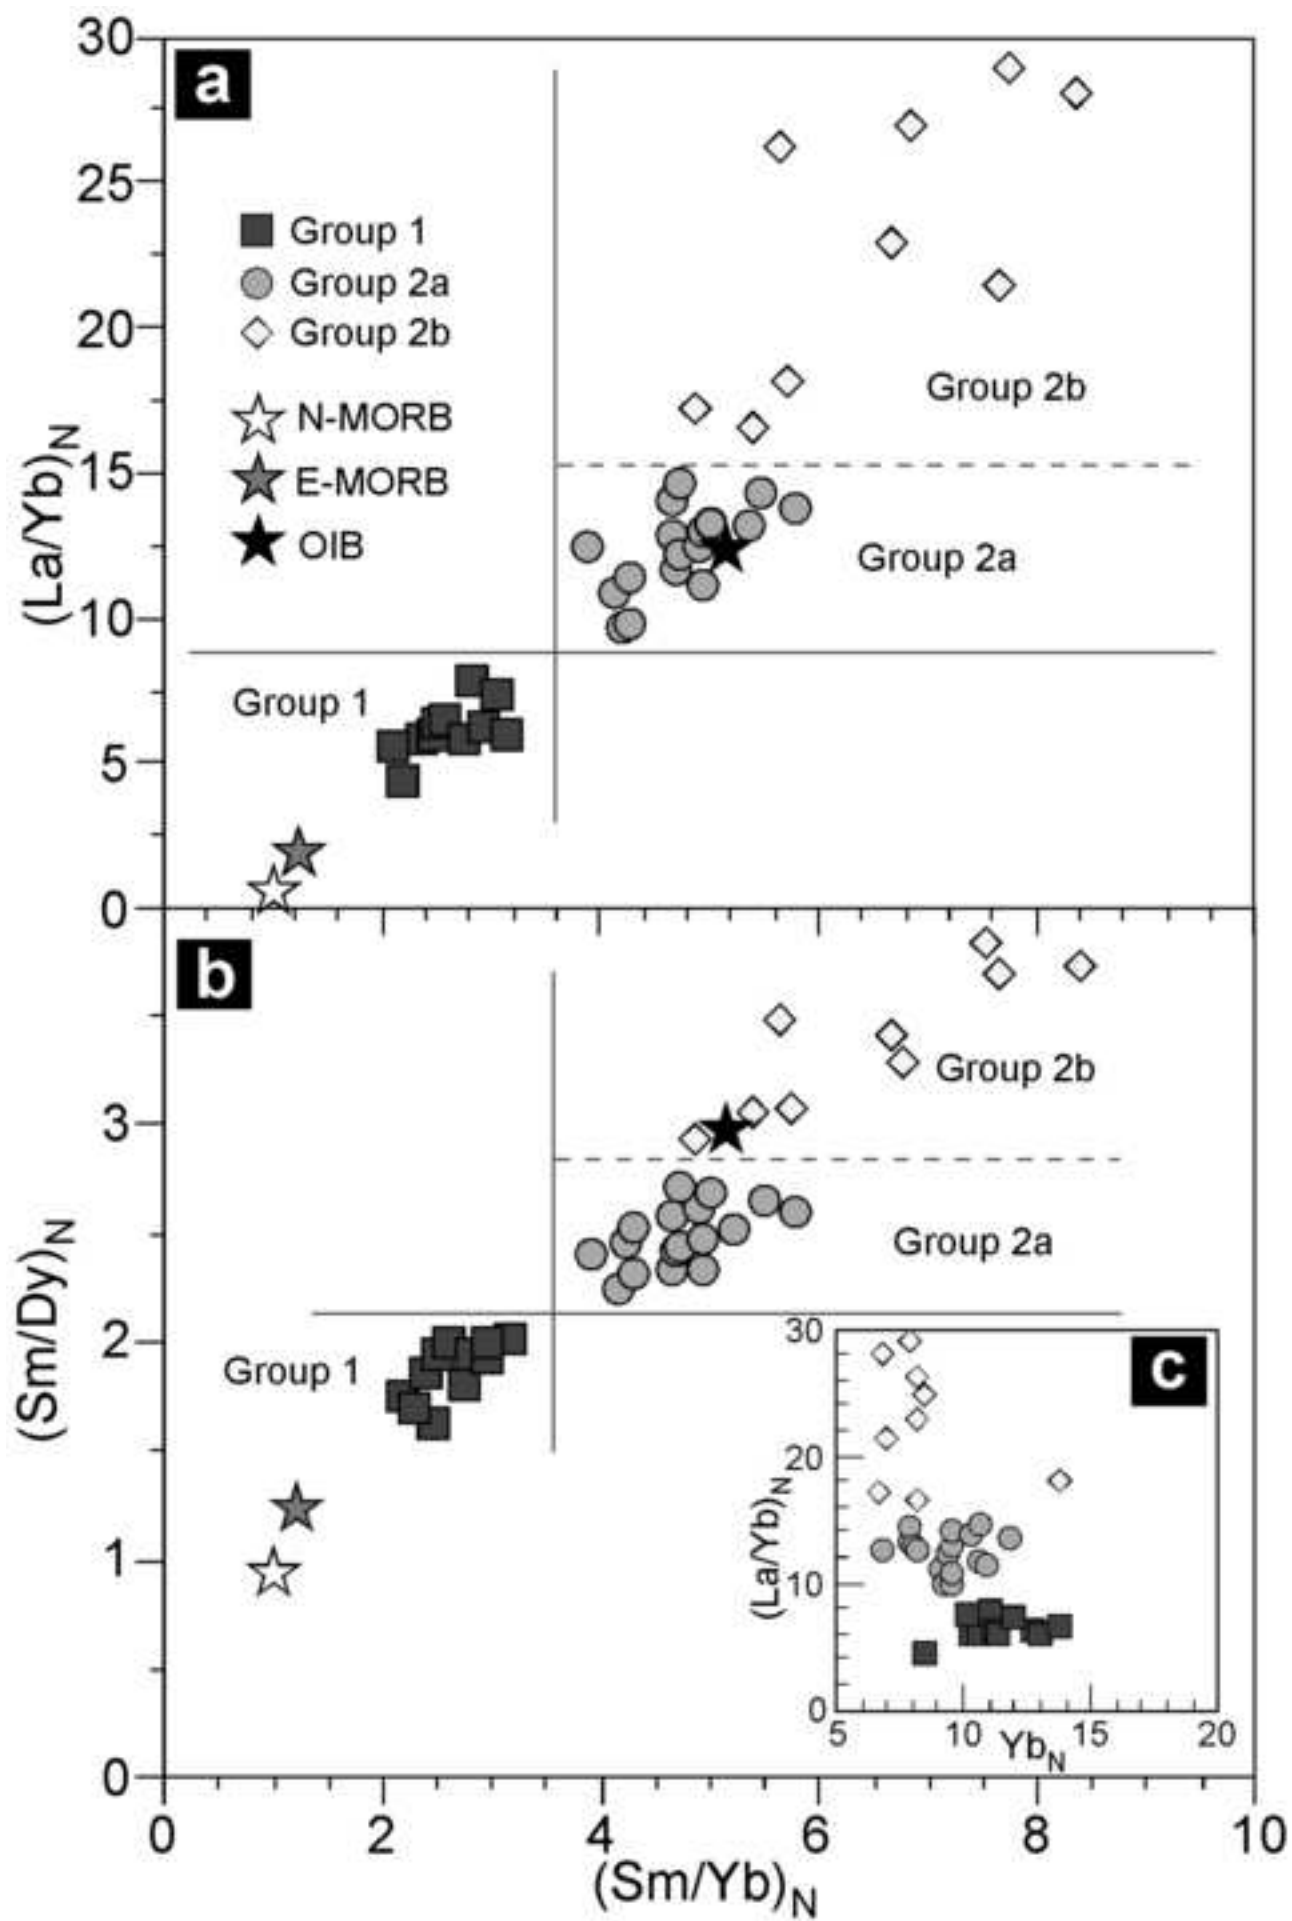 a
30
25
20
15
10
5
0
(La/Yb)N
Group 1
Group 2a
Group 2b
N-MORB
E-MORB
OIB
Group 2b
Group 2a
Group 1
b
3
2
1
0
(Sm/Dy)N
Group 2b
Group 2a
Group 1
c
30
20
10
0
(La/Yb)N
5 10 15 20
YbN
0 2 4 6 8 10
(Sm/Yb)N